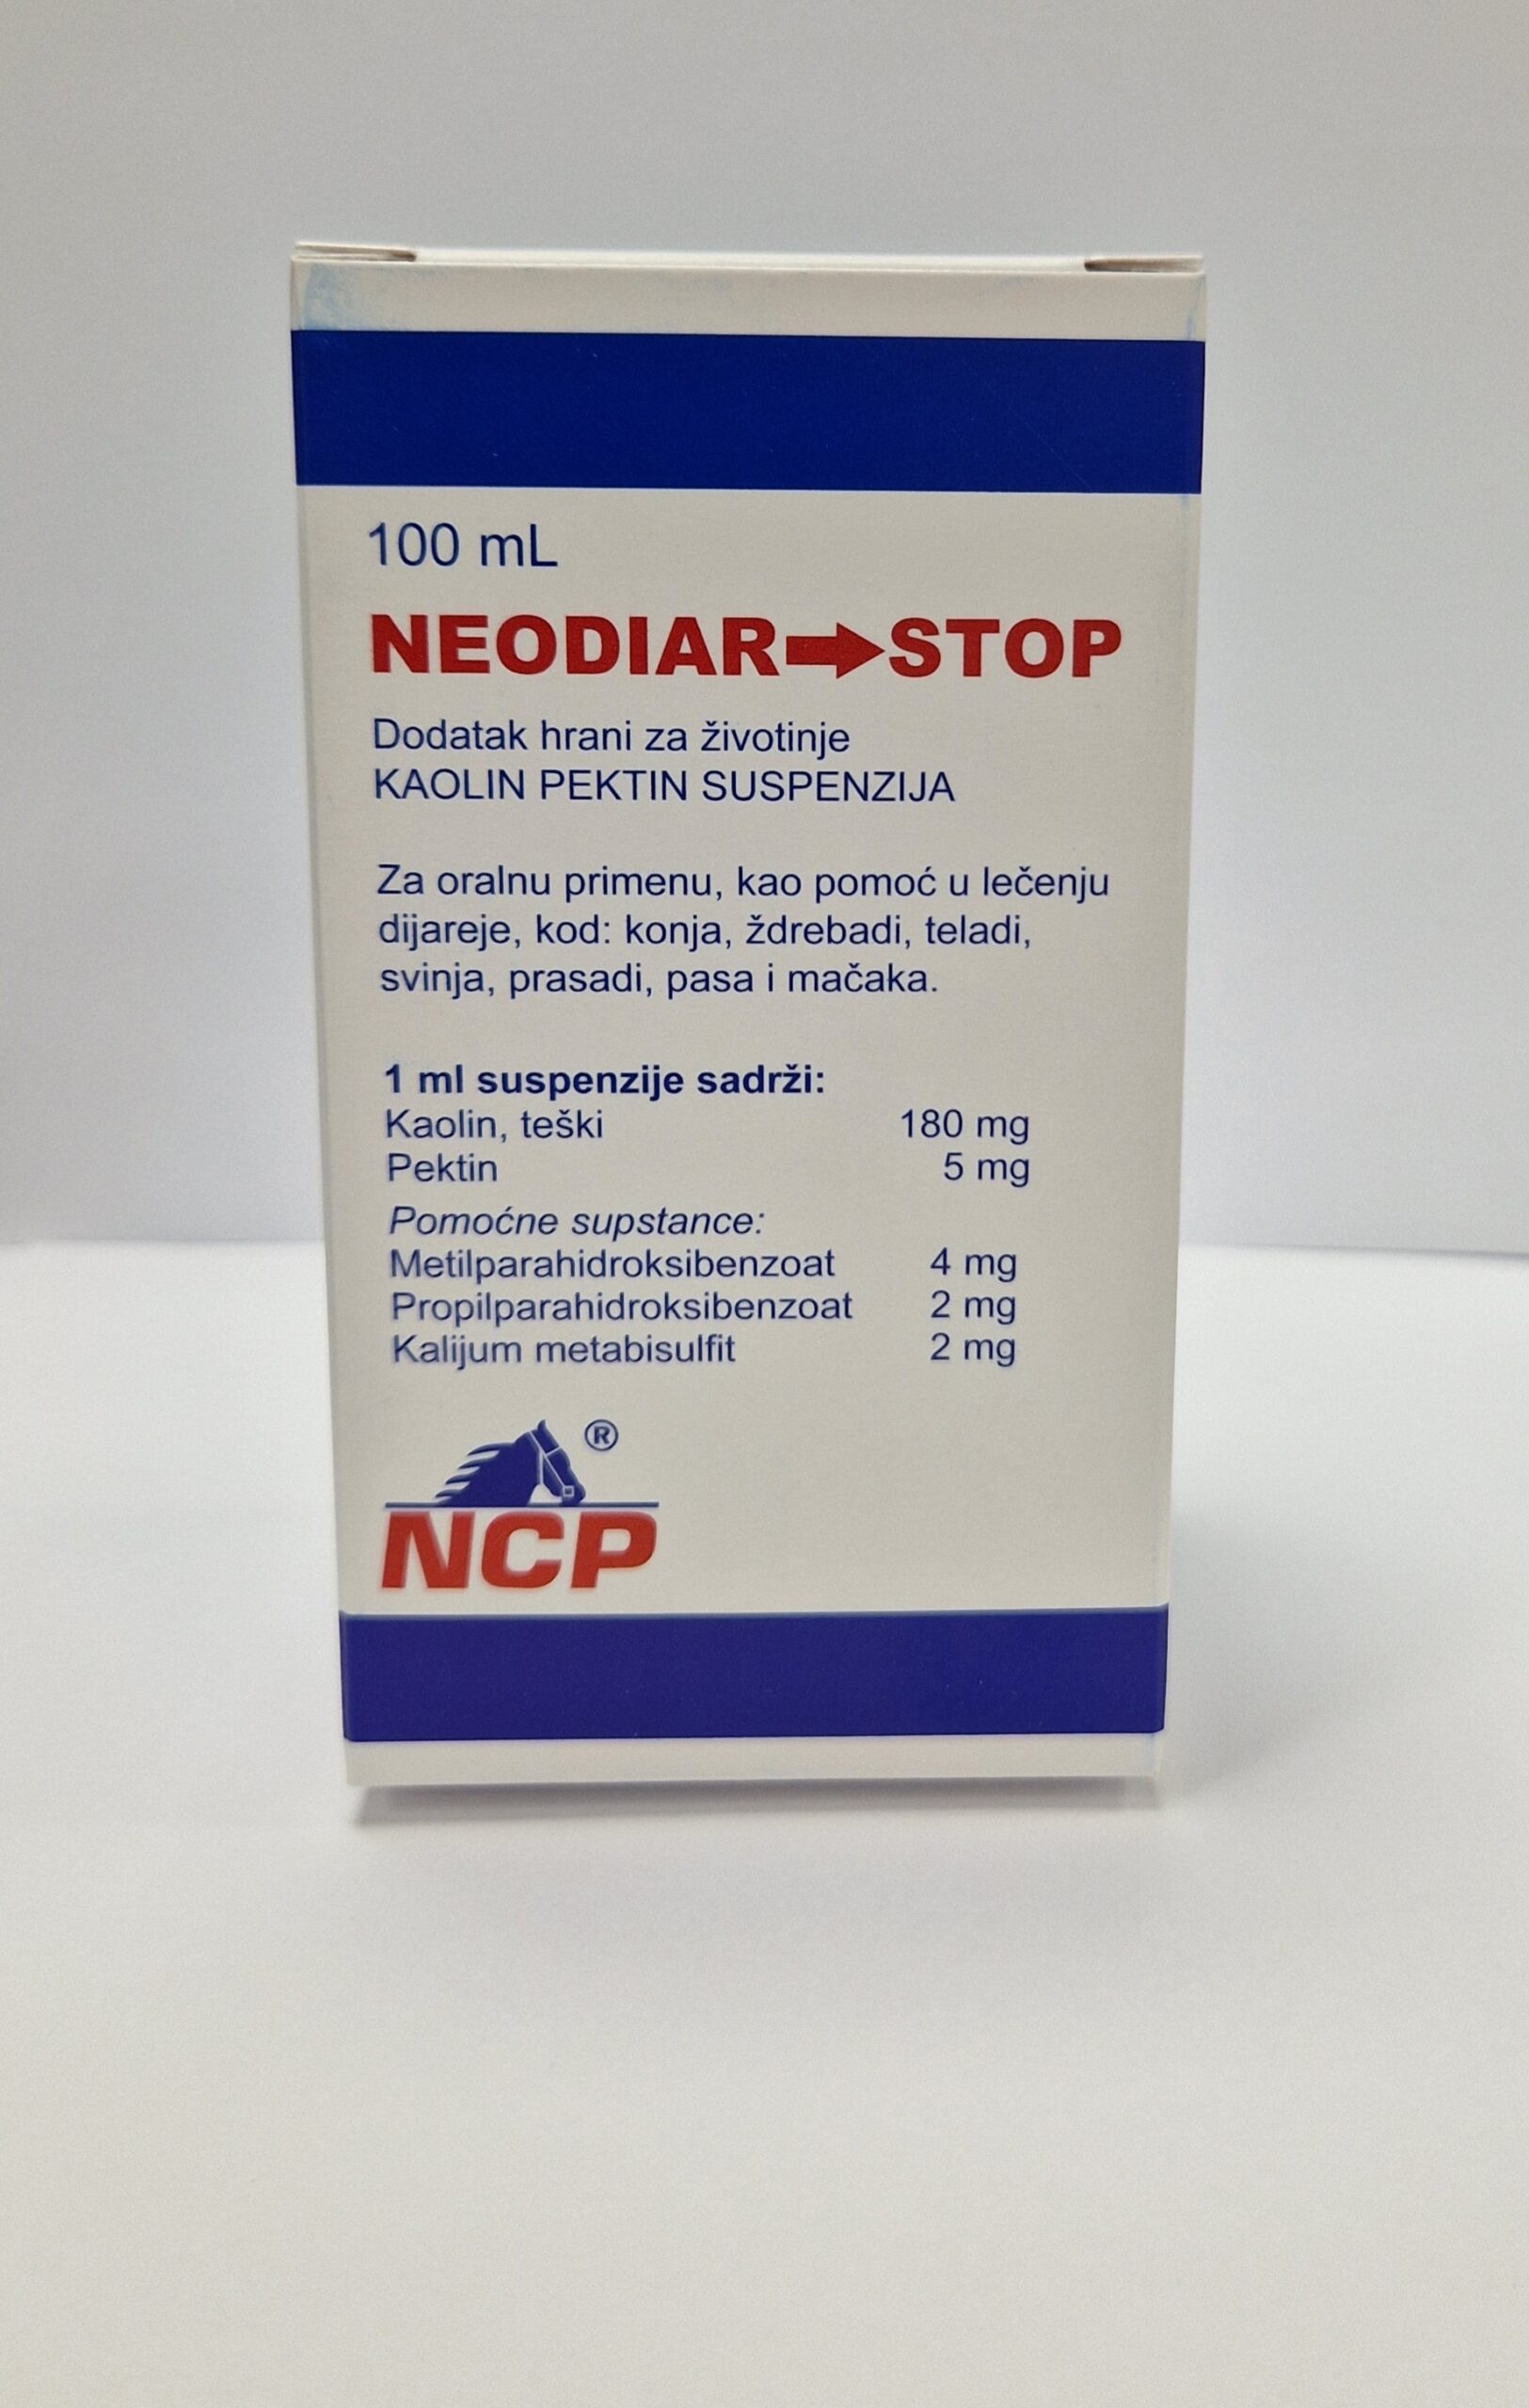 100 mL
NEODIAR➡STOP
Dodatak hrani za životinje
KAOLIN PEKTIN SUSPENZIJA
Za oralnu primenu, kao pomoć u lečenju
dijareje, kod: konja, ždrebadi, teladi,
svinja, prasadi, pasa i mačaka.
1 ml suspenzije sadrži:
Kaolin, teški 180 mg
Pektin 5 mg
Pomoćne supstance:
Metilparahidroksibenzoat 4 mg
Propilparahidroksibenzoat 2 mg
Kalijum metabisulfit 2 mg
®
NCP